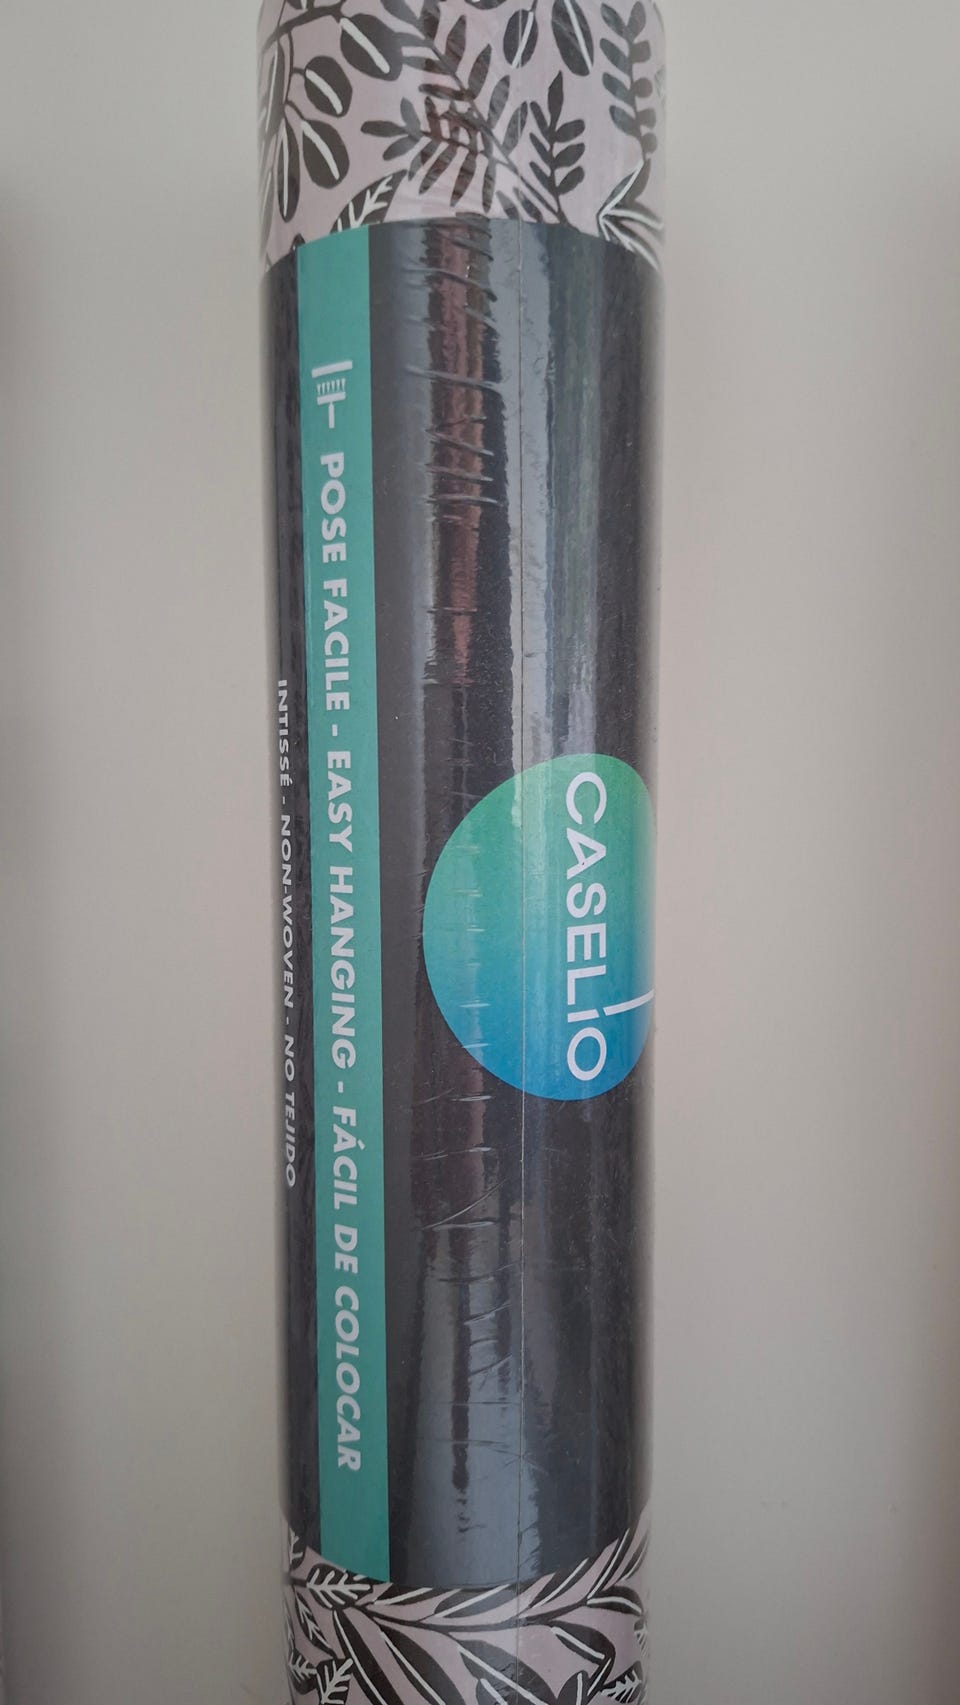 CASELIO
POSE FACILE - EASY HANGING - FÁCIL DE COLOCAR
INTISSÉ - NON-WOVEN - NO TEJIDO